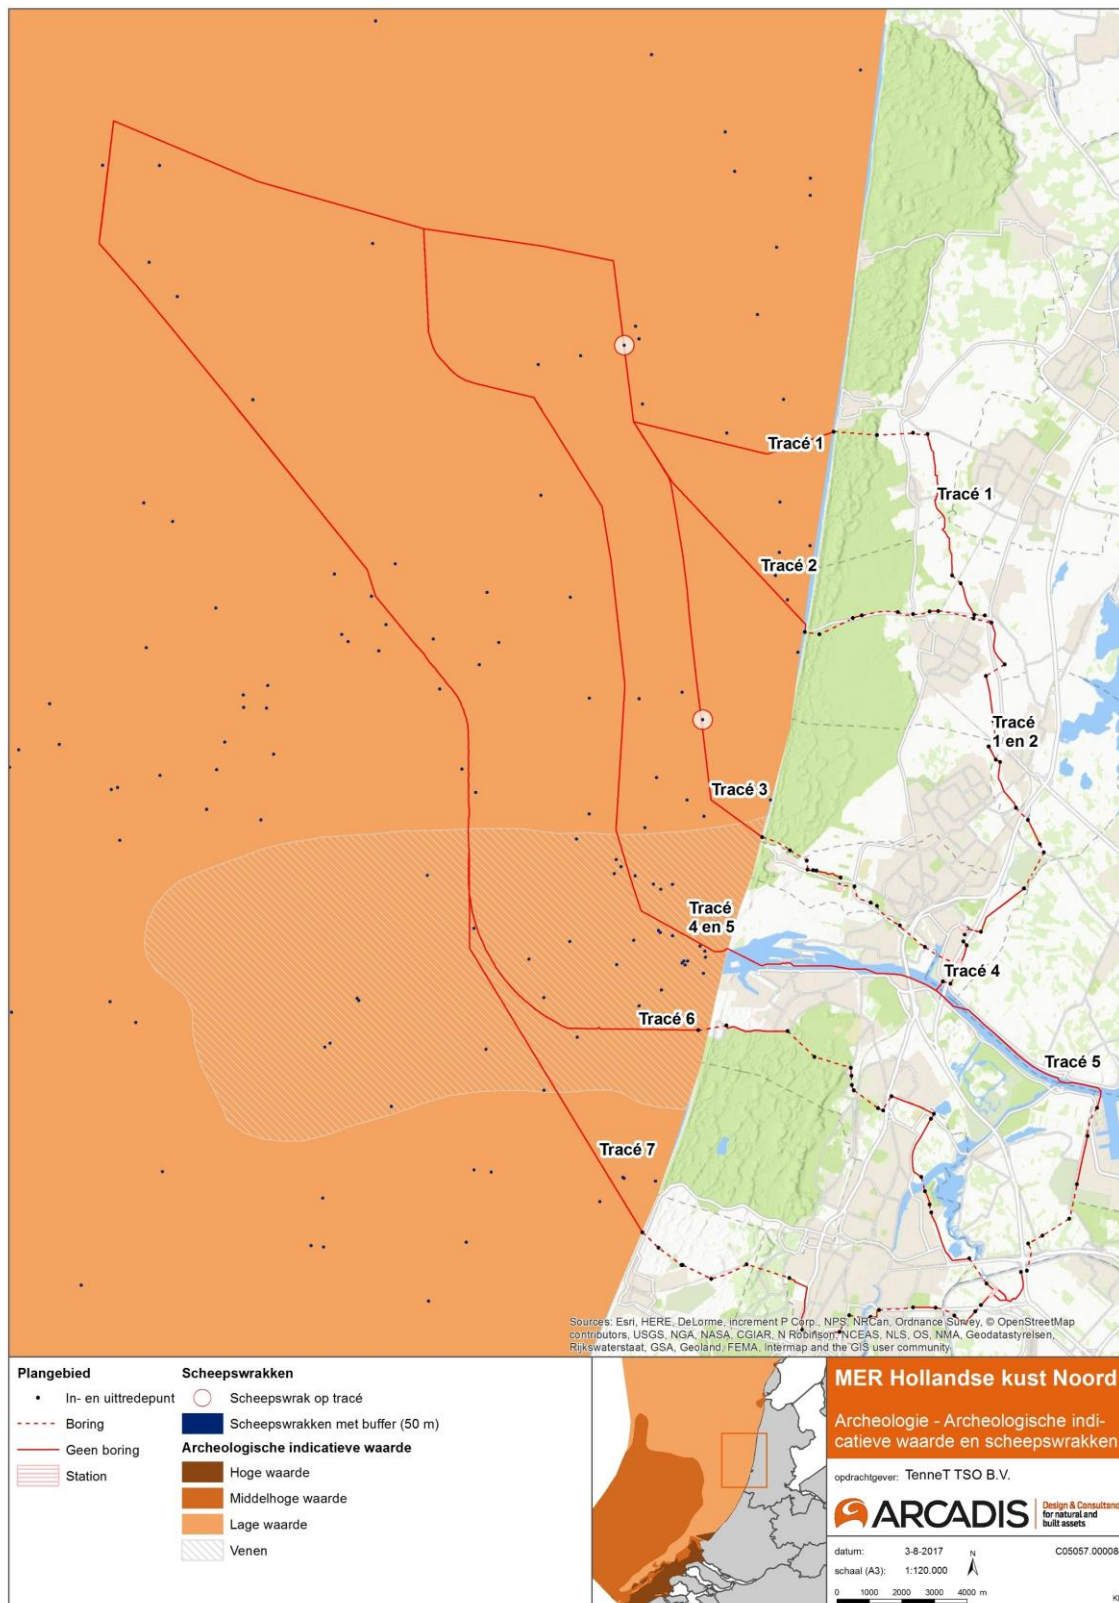 Tracé 1
Tracé 1
Tracé 2
Tracé
1 en 2
Tracé 3
Tracé
4 en 5
Tracé 4
Tracé 6
Tracé 5
Tracé 7
Sources: Esri, HERE, DeLorme, increment P Corp., NPS, NRCan, Ordnance Survey, © OpenStreetMap
contributors, USGS, NGA, NASA, CGIAR, N Robinson, NCEAS, NLS, OS, NMA, Geodatastyrelsen,
Rijkswaterstaat, GSA, Geoland, FEMA, Intermap and the GIS user community
Plangebied
In- en uittredepunt
Boring
Geen boring
Station
Scheepswrakken
Scheepswrak op tracé
Scheepswrakken met buffer (50 m)
Archeologische indicatieve waarde
Hoge waarde
Middelhoge waarde
Lage waarde
Venen
MER Hollandse kust Noord
Archeologie - Archeologische indi-
catieve waarde en scheepswrakken
opdrachtgever: TenneT TSO B.V.
ARCADIS
Design & Consultanc
for natural and
built assets
datum: 3-8-2017 N C05057.00008
schaal (A3): 1:120.000
0 1000 2000 3000 4000 m